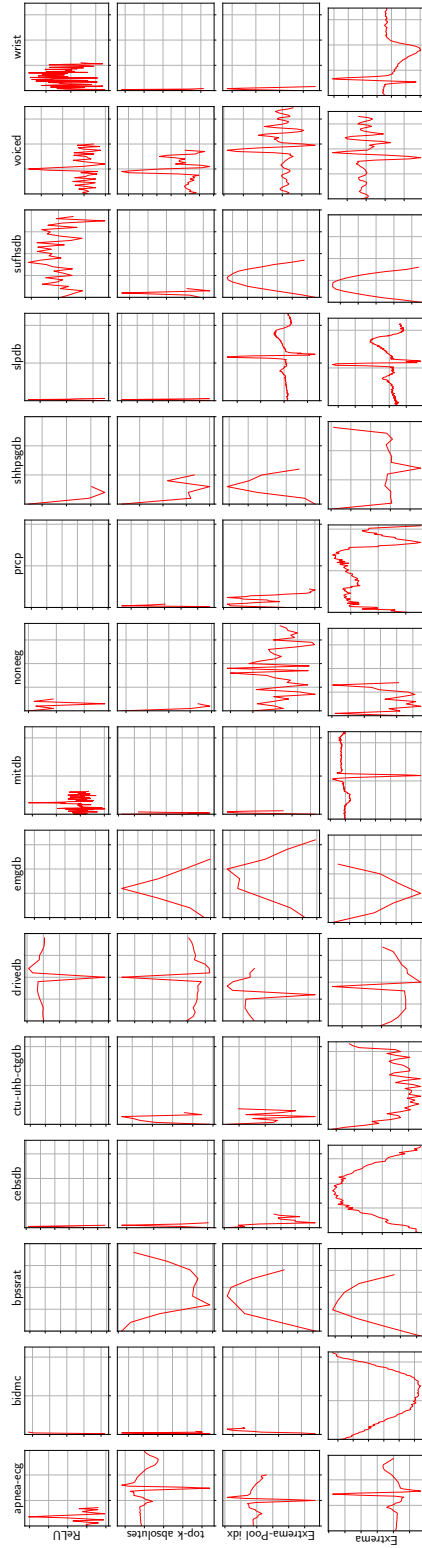 apnea-ecg
bidmc
bpssrat
cebsdb
ctu-uhb-ctgdb
drivedb
emgdb
mitdb
noneeg
prcp
shhpsgdb
slpdb
sufhsdb
voiced
wrist
ReLU
top-k absolutes
Extrema-Pool idx
Extrema